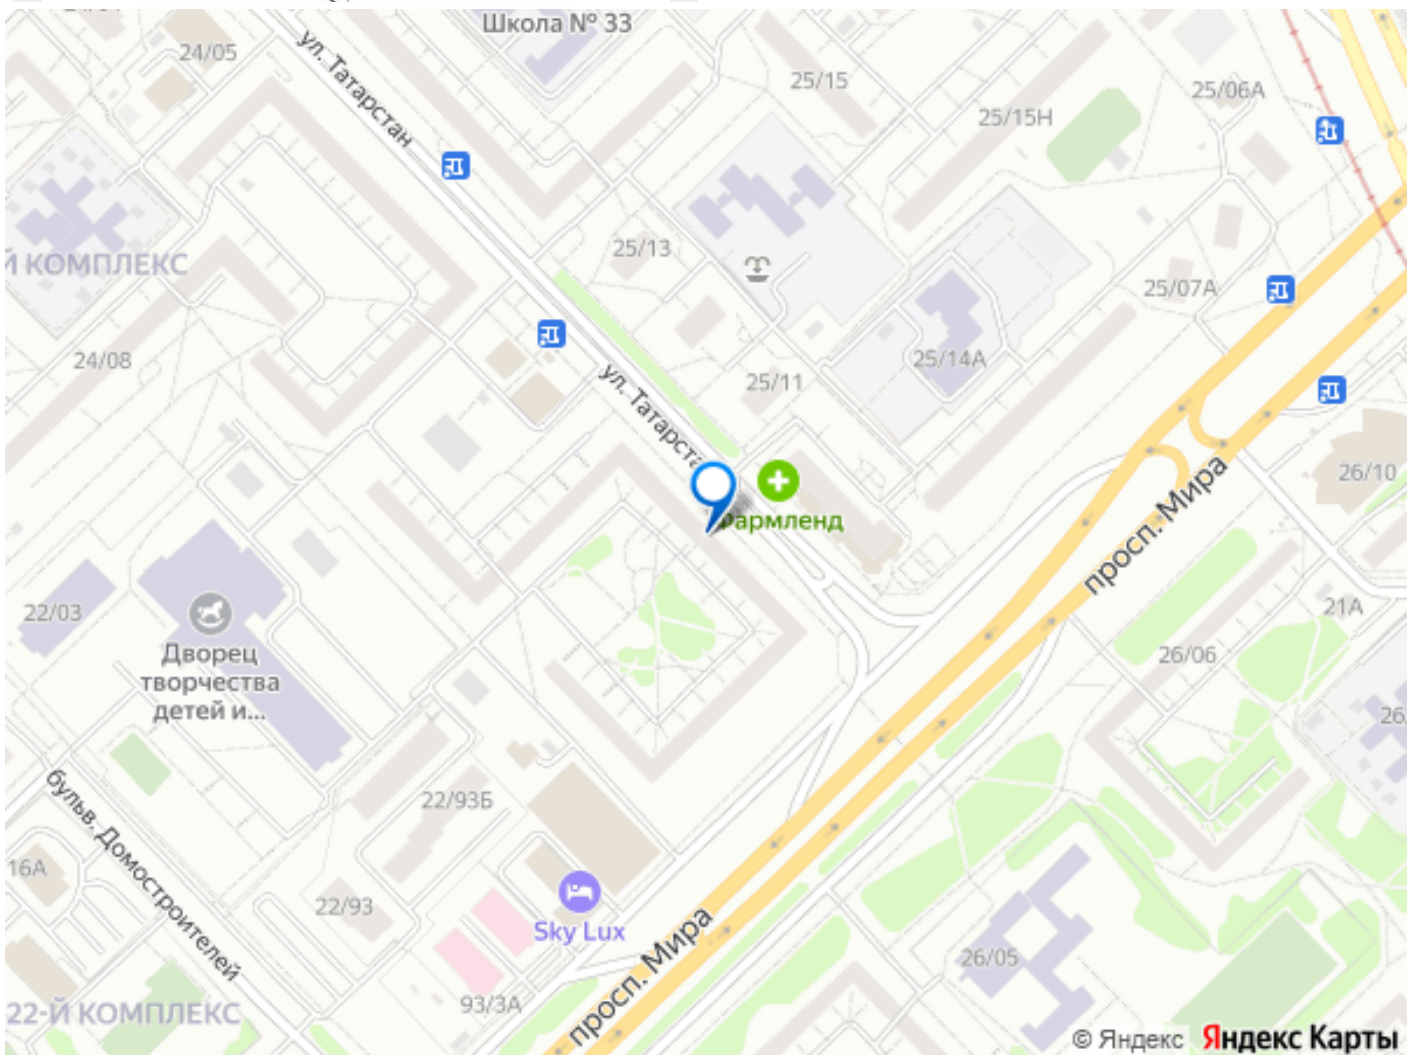 Школа № 33
24/05
ул. Татарстан
25/15
25/06А
25/15Н
25/13
Й КОМПЛЕКС
25/07А
24/08
25/14А
25/11
ул. Татарста
26/10
Фармленд
просп. Мира
22/03
21А
Дворец
творчества
детей и...
26/06
26
22/93Б
бульв. Домостроителей
16А
22/93
Sky Lux
просп. Мира
26/05
93/3А
22-Й КОМПЛЕКС
© Яндекс Яндекс Карты